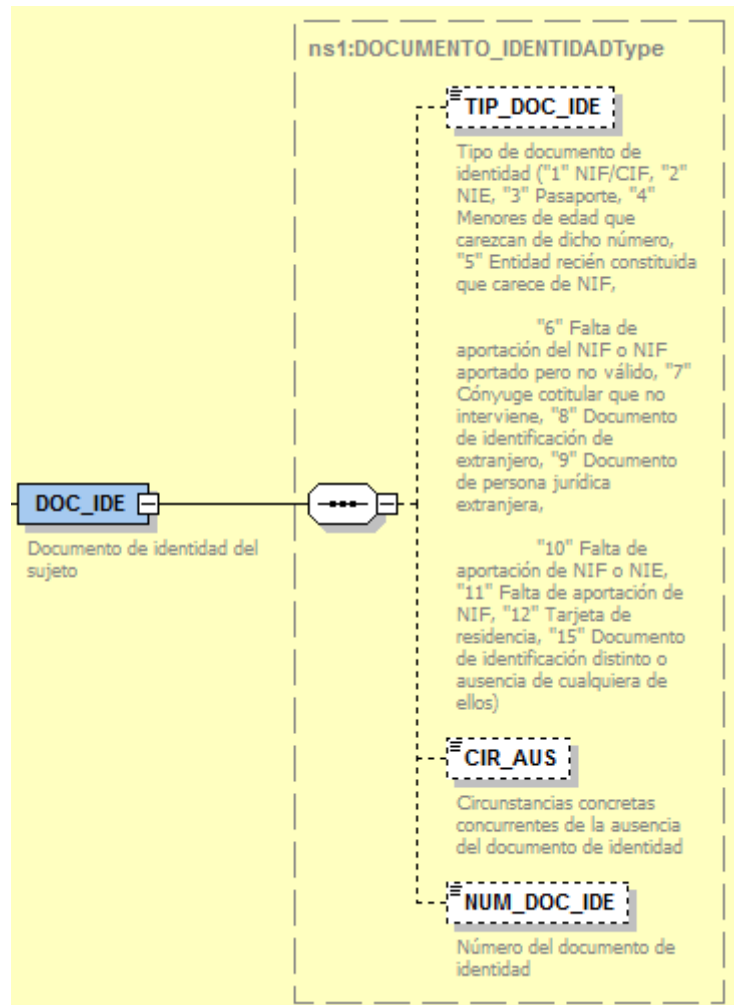 ns1:DOCUMENTO_IDENTIDADType
TIP_DOC_IDE
Tipo de documento de
identidad ("1" NIF/CIF, "2"
NIE, "3" Pasaporte, "4"
Menores de edad que
carezcan de dicho número,
"5" Entidad recién constituida
que carece de NIF,
"6" Falta de
aportación del NIF o NIF
aportado pero no válido, "7"
Cónyuge cotitular que no
interviene, "8" Documento
de identificación de
extranjero, "9" Documento
de persona jurídica
extranjera,
"10" Falta de
aportación de NIF o NIE,
"11" Falta de aportación de
NIF, "12" Tarjeta de
residencia, "15" Documento
de identificación distinto o
ausencia de cualquiera de
ellos)
DOC_IDE
Documento de identidad del
sujeto
CIR_AUS
Circunstancias concretas
concurrentes de la ausencia
del documento de identidad
NUM_DOC_IDE
Número del documento de
identidad